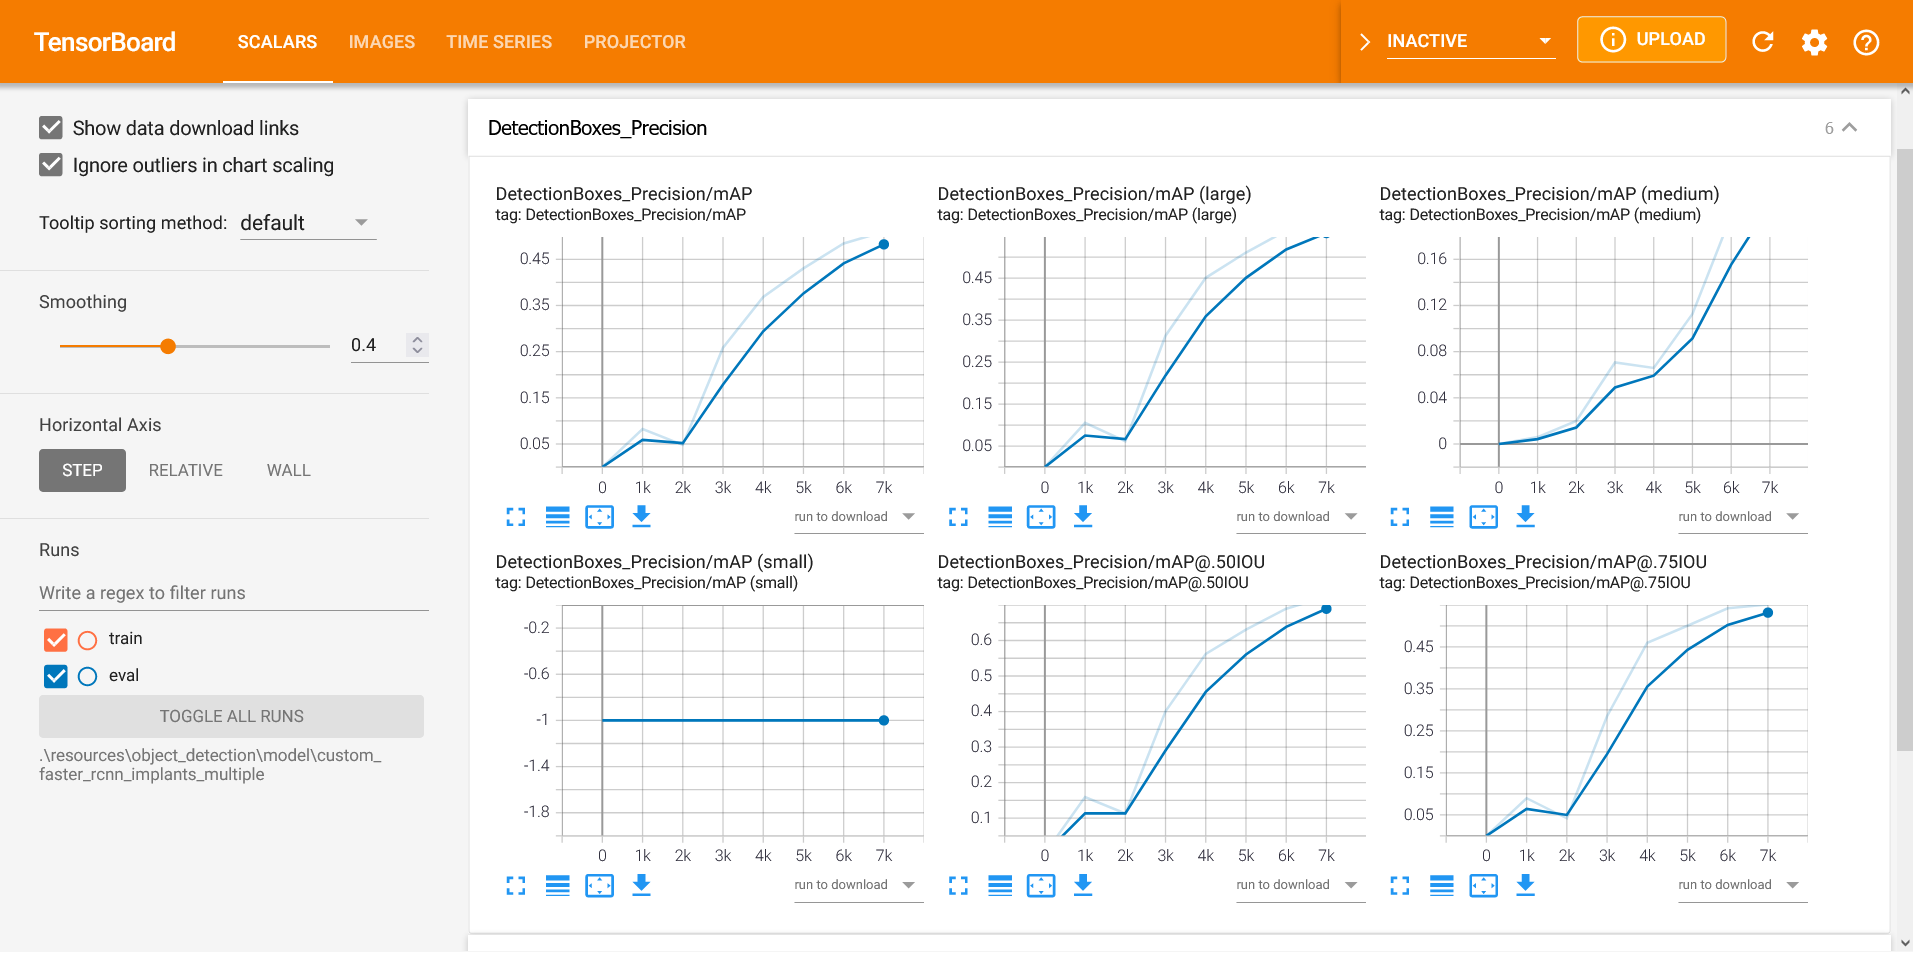 TensorBoard SCALARS IMAGES TIME SERIES PROJECTOR INACTIVE UPLOAD
Show data download links
Ignore outliers in chart scaling
Tooltip sorting method: default
Smoothing
0.4
Horizontal Axis
STEP RELATIVE WALL
Runs
Write a regex to filter runs
train
eval
TOGGLE ALL RUNS
.\resources\object_detection\model\custom_
faster_rcnn_implants_multiple
DetectionBoxes_Precision 6
DetectionBoxes_Precision/mAP
tag: DetectionBoxes_Precision/mAP
0.45
0.35
0.25
0.15
0.05
0 1k 2k 3k 4k 5k 6k 7k
run to download
DetectionBoxes_Precision/mAP (large)
tag: DetectionBoxes_Precision/mAP (large)
0.45
0.35
0.25
0.15
0.05
0 1k 2k 3k 4k 5k 6k 7k
run to download
DetectionBoxes_Precision/mAP (medium)
tag: DetectionBoxes_Precision/mAP (medium)
0.16
0.12
0.08
0.04
0
0 1k 2k 3k 4k 5k 6k 7k
run to download
DetectionBoxes_Precision/mAP (small)
tag: DetectionBoxes_Precision/mAP (small)
-0.2
-0.6
-1
-1.4
-1.8
0 1k 2k 3k 4k 5k 6k 7k
run to download
DetectionBoxes_Precision/mAP@.50IOU
tag: DetectionBoxes_Precision/mAP@.50IOU
0.6
0.5
0.4
0.3
0.2
0.1
0 1k 2k 3k 4k 5k 6k 7k
run to download
DetectionBoxes_Precision/mAP@.75IOU
tag: DetectionBoxes_Precision/mAP@.75IOU
0.45
0.35
0.25
0.15
0.05
0 1k 2k 3k 4k 5k 6k 7k
run to download